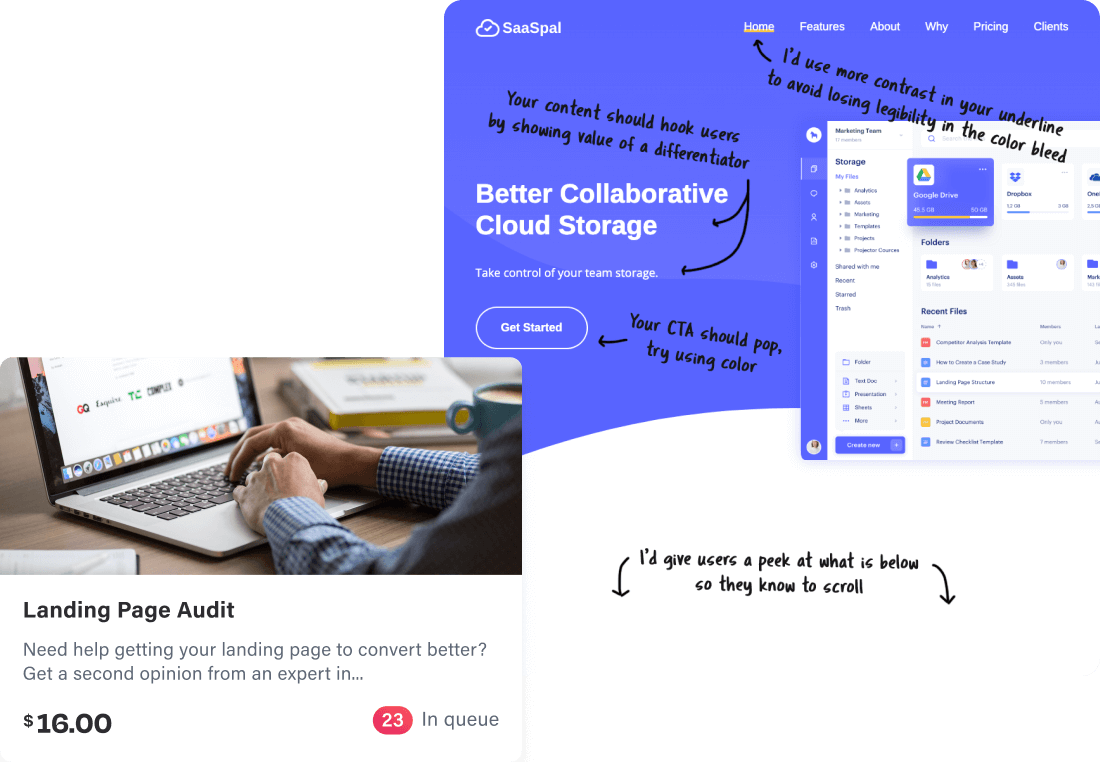 SaaSpal
Home Features About Why Pricing Clients
I'd use more contrast in your underline
to avoid losing legibility in the color bleed
Your content should hook users
by showing value of a differentiator
Better Collaborative
Cloud Storage
Take control of your team storage.
Get Started
Your CTA should pop,
try using color
Marketing Team
17 members
Search
Storage
My Files
Analytics
Assets
Marketing
Templates
Projects
Projector Cources
Shared with me
Recent
Starred
Trash
Folder
Text Doc
Presentation
Sheets
More
Create new
Google Drive
45.5 GB 50 GB
Dropbox
1.2 GB 3 GB
Folders
Analytics
15 files
Assets
Recent Files
Name Members
Competitor Analysis Template Only you
How to Create a Case Study 3 members
Landing Page Structure 10 members
Meeting Report 5 members
Project Documents Only you
Review Checklist Template 7 members
I'd give users a peek at what is below
so they know to scroll
GQ Esquire TC COMPLEX
STARTUP
Landing Page Audit
Need help getting your landing page to convert better?
Get a second opinion from an expert in...
$16.00
23 In queue